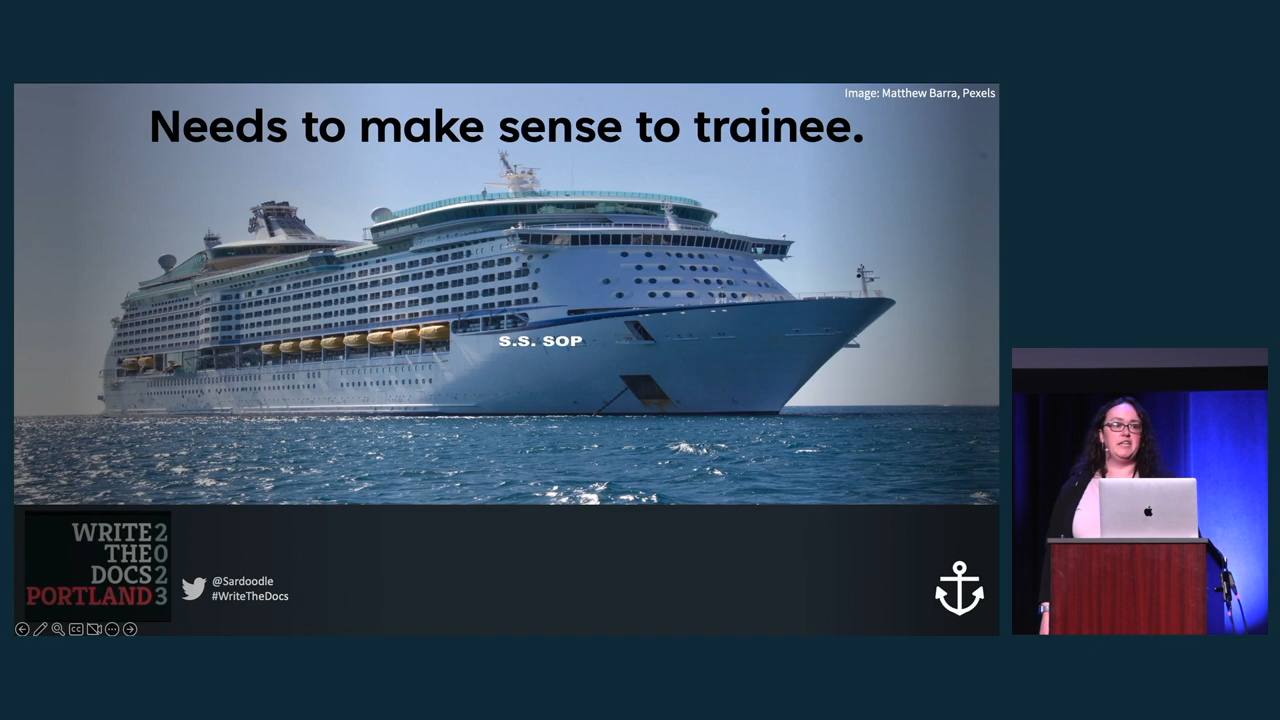 Image: Matthew Barra, Pexels
Needs to make sense to trainee.
S.S. SOP
WRITE 2
THE 0
DOCS 2
PORTLAND 3
@Sardoodle
#WriteTheDocs
CC